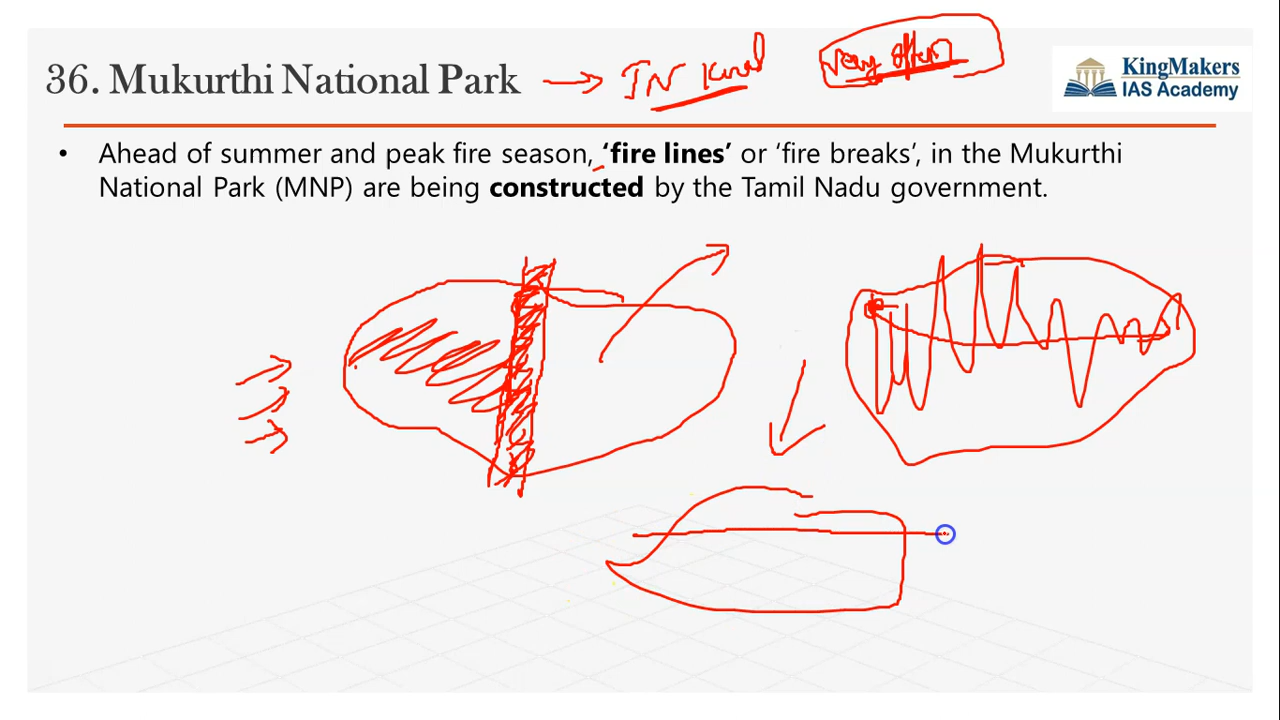 36. Mukurthi National Park → TN Keral
very often
KingMakers
IAS Academy
• Ahead of summer and peak fire season, ‘fire lines’ or ‘fire breaks’, in the Mukurthi
National Park (MNP) are being constructed by the Tamil Nadu government.